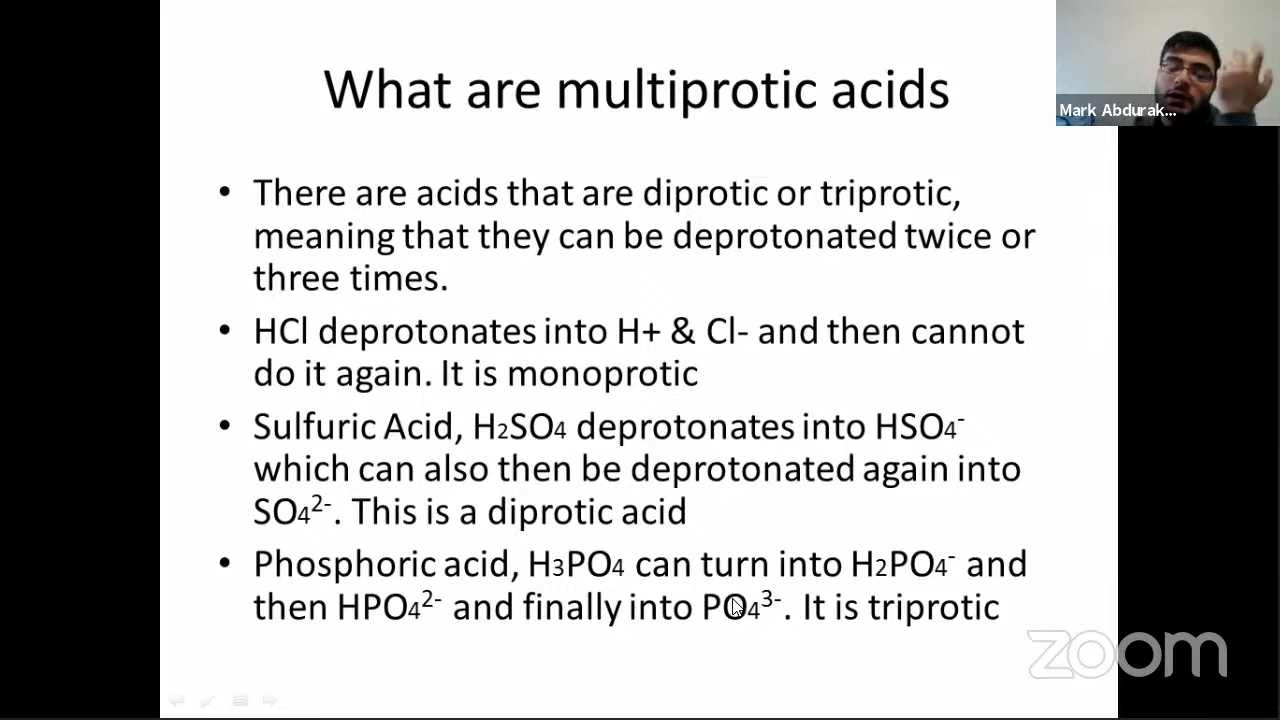 What are multiprotic acids
Mark Abdurak...
• There are acids that are diprotic or triprotic,
meaning that they can be deprotonated twice or
three times.
• HCl deprotonates into H+ & Cl- and then cannot
do it again. It is monoprotic
• Sulfuric Acid, H₂SO₄ deprotonates into HSO₄⁻
which can also then be deprotonated again into
SO₄²⁻. This is a diprotic acid
• Phosphoric acid, H₃PO₄ can turn into H₂PO₄⁻ and
then HPO₄²⁻ and finally into PO₄³⁻. It is triprotic
zoom